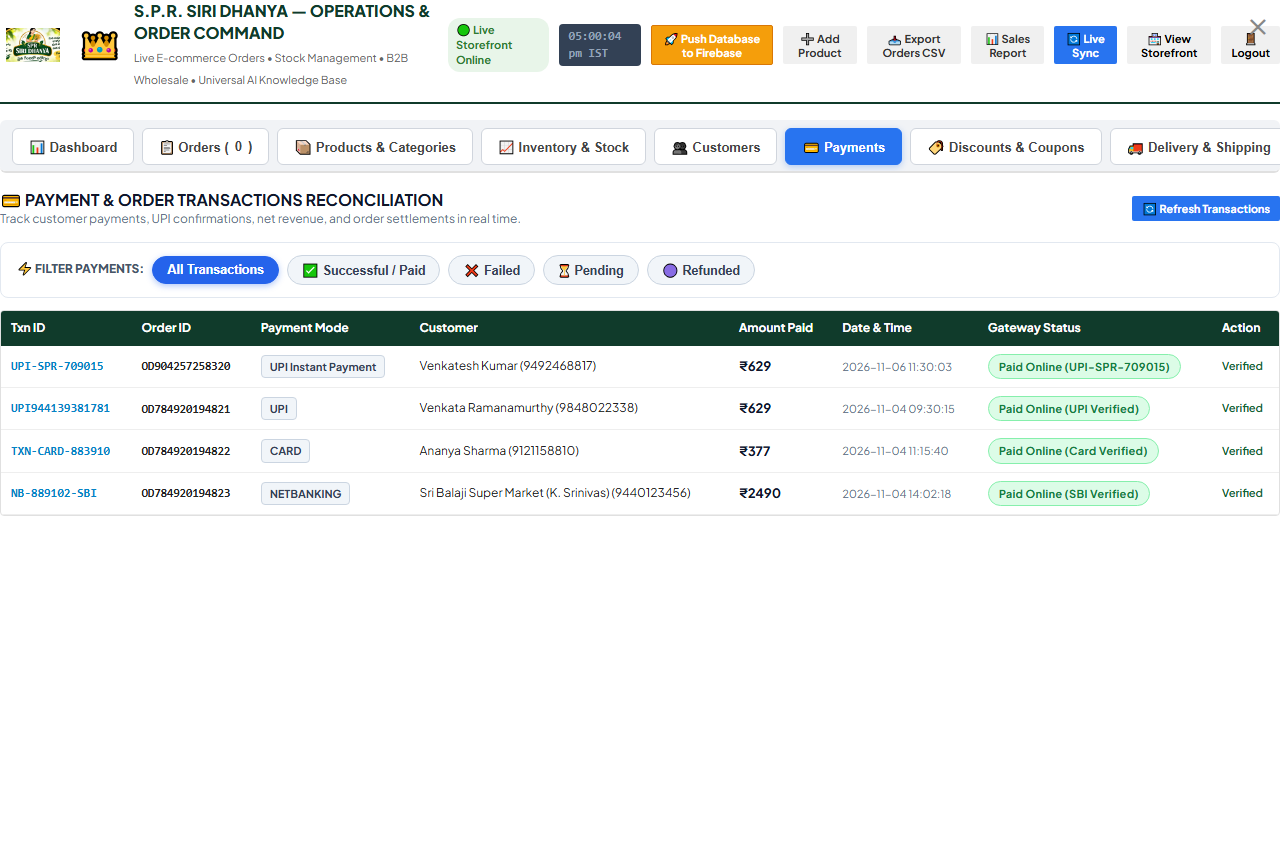 S.P.R. SIRI DHANYA — OPERATIONS &
ORDER COMMAND
Live E-commerce Orders • Stock Management • B2B
Wholesale • Universal AI Knowledge Base
SPR
SIRI DHANYA
Live
Storefront
Online
05:00:04
pm IST
Push Database
to Firebase
Add
Product
Export
Orders CSV
Sales
Report
Live
Sync
View
Storefront
Logout
Dashboard
Orders ( 0 )
Products & Categories
Inventory & Stock
Customers
Payments
Discounts & Coupons
Delivery & Shipping
PAYMENT & ORDER TRANSACTIONS RECONCILIATION
Track customer payments, UPI confirmations, net revenue, and order settlements in real time.
Refresh Transactions
FILTER PAYMENTS: All Transactions Successful / Paid Failed Pending Refunded
Txn ID Order ID Payment Mode Customer Amount Paid Date & Time Gateway Status Action
UPI-SPR-709015 OD904257258320 UPI Instant Payment Venkatesh Kumar (9492468817) ₹629 2026-11-06 11:30:03 Paid Online (UPI-SPR-709015) Verified
UPI944139381781 OD784920194821 UPI Venkata Ramanamurthy (9848022338) ₹629 2026-11-04 09:30:15 Paid Online (UPI Verified) Verified
TXN-CARD-883910 OD784920194822 CARD Ananya Sharma (9121158810) ₹377 2026-11-04 11:15:40 Paid Online (Card Verified) Verified
NB-889102-SBI OD784920194823 NETBANKING Sri Balaji Super Market (K. Srinivas) (9440123456) ₹2490 2026-11-04 14:02:18 Paid Online (SBI Verified) Verified